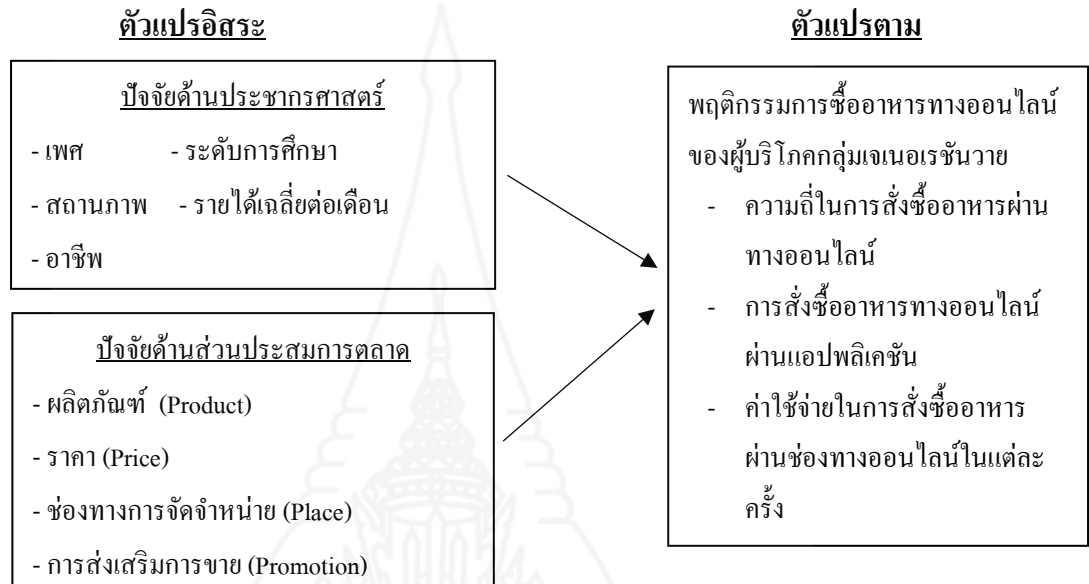 ตัวแปรอิสระ
ปัจจัยด้านประชากรศาสตร์
- เพศ - ระดับการศึกษา
- สถานภาพ - รายได้เฉลี่ยต่อเดือน
- อาชีพ
ปัจจัยด้านส่วนประสมการตลาด
- ผลิตภัณฑ์ (Product)
- ราคา (Price)
- ช่องทางการจัดจำหน่าย (Place)
- การส่งเสริมการขาย (Promotion)
ตัวแปรตาม
พฤติกรรมการซื้ออาหารทางออนไลน์
ของผู้บริโภคกลุ่มเจเนอเรชันวาย
- ความถี่ในการสั่งซื้ออาหารผ่าน
ทางออนไลน์
- การสั่งซื้ออาหารทางออนไลน์
ผ่านแอปพลิเคชัน
- ค่าใช้จ่ายในการสั่งซื้ออาหาร
ผ่านช่องทางออนไลน์ในแต่ละ
ครั้ง